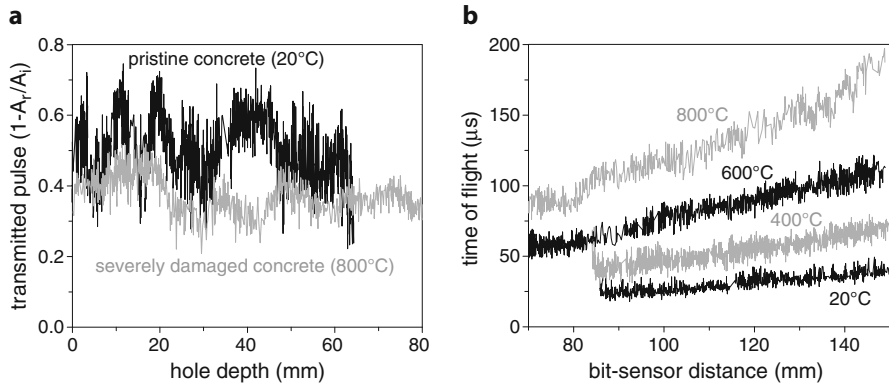 a
transmitted pulse (1-Aᵣ/Aᵢ)
0.8
0.6
0.4
0.2
0.0
pristine concrete (20°C)
severely damaged concrete (800°C)
0 20 40 60 80
hole depth (mm)
b
time of flight (μs)
200
150
100
50
0
800°C
600°C
400°C
20°C
80 100 120 140
bit-sensor distance (mm)